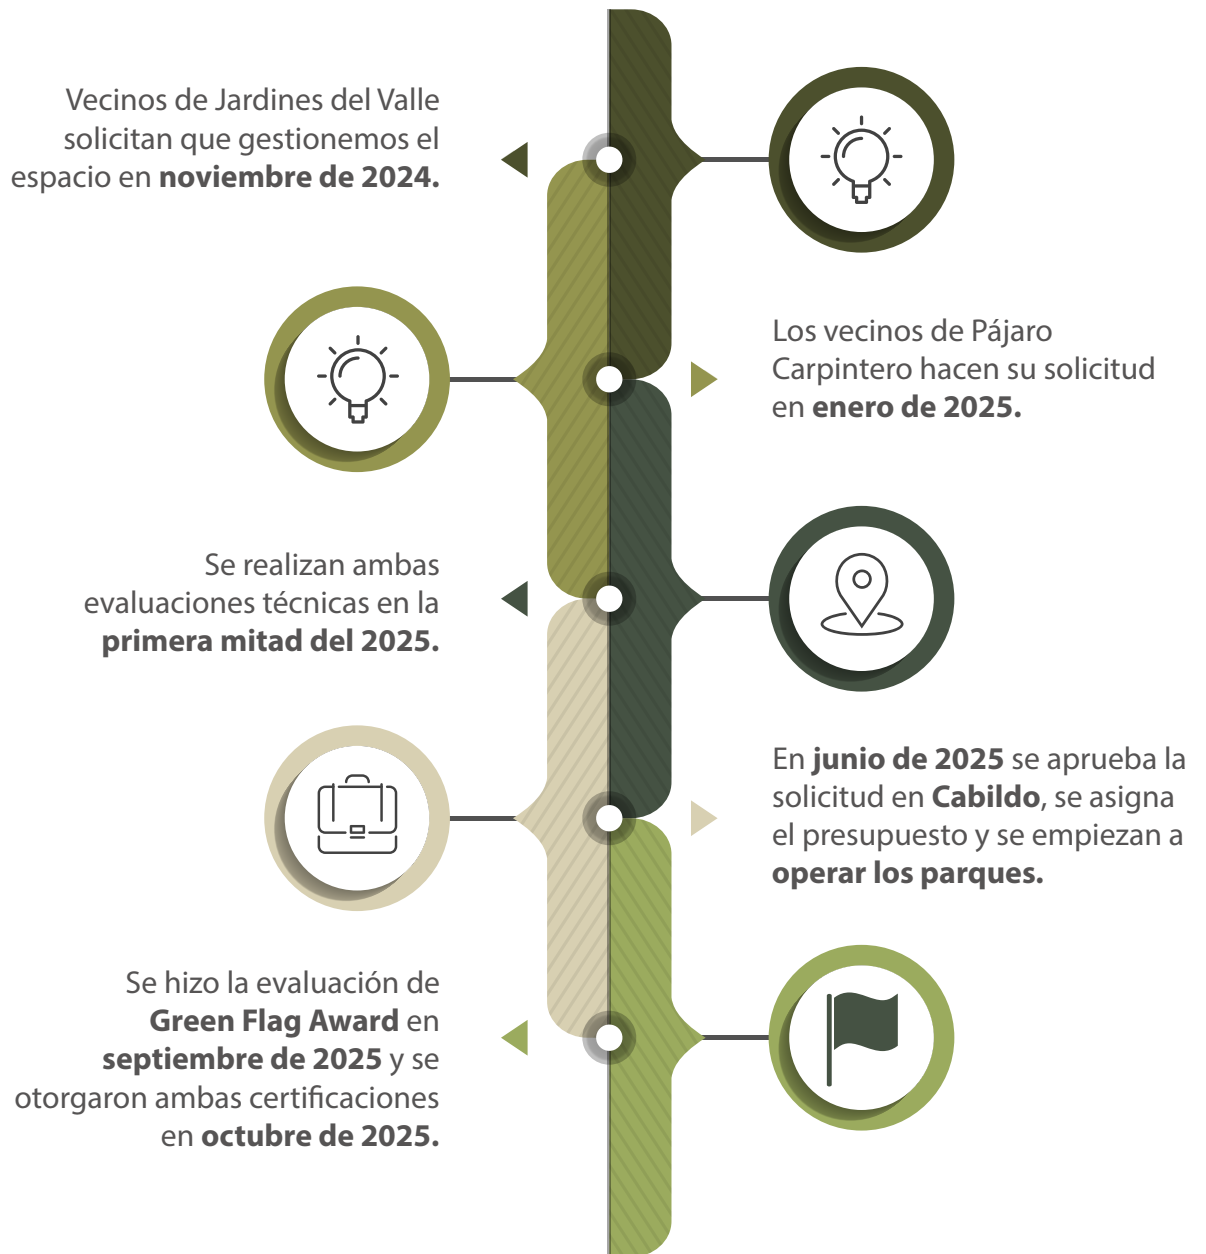 Vecinos de Jardines del Valle
solicitan que gestionemos el
espacio en noviembre de 2024.
Los vecinos de Pájaro
Carpintero hacen su solicitud
en enero de 2025.
Se realizan ambas
evaluaciones técnicas en la
primera mitad del 2025.
En junio de 2025 se aprueba la
solicitud en Cabildo, se asigna
el presupuesto y se empiezan a
operar los parques.
Se hizo la evaluación de
Green Flag Award en
septiembre de 2025 y se
otorgaron ambas certificaciones
en octubre de 2025.